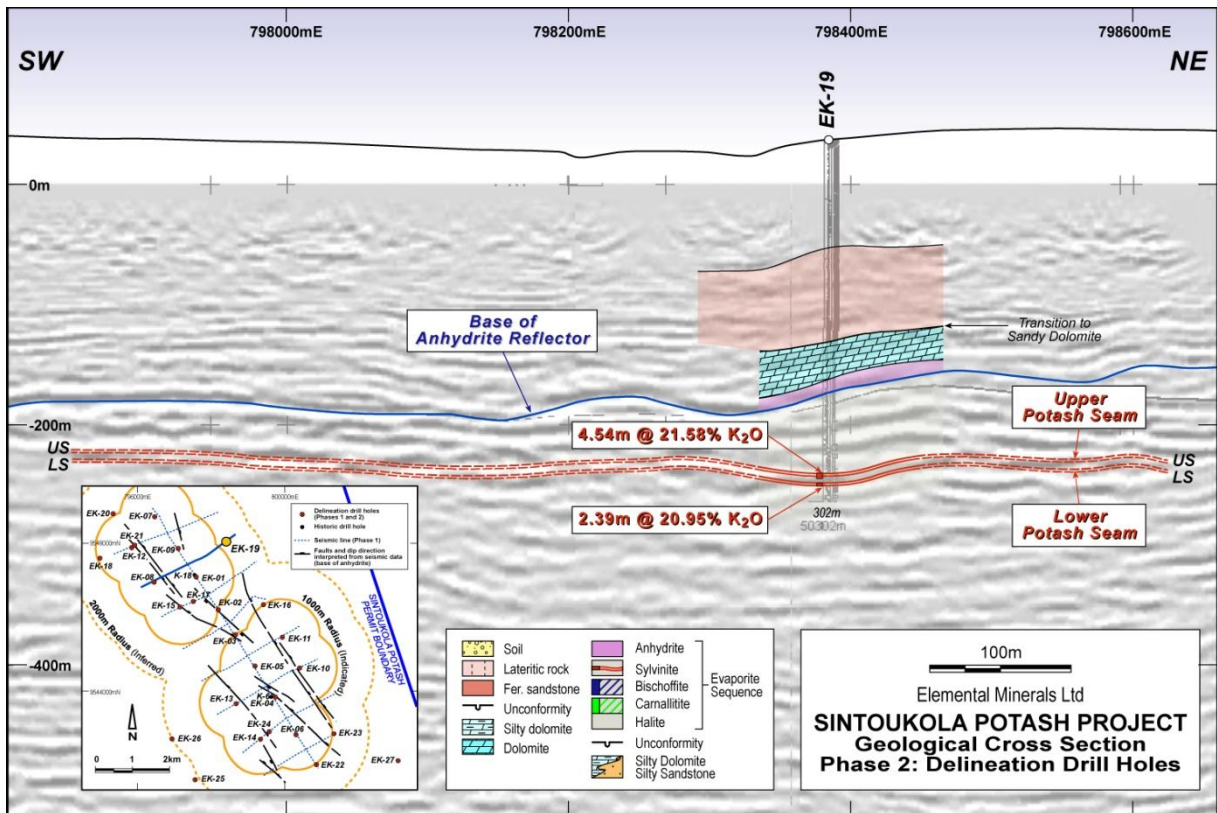 798000mE
798200mE
798400mE
798600mE
SW
NE
EK-19
0m
Base of
Anhydrite Reflector
Transition to
Sandy Dolomite
-200m
Upper
Potash Seam
4.54m @ 21.58% K₂O
US
LS
US
LS
2.39m @ 20.95% K₂O
302m
Lower
Potash Seam
-400m
796000mE
800000mE
Delineation drill holes
(Phases 1 and 2)
Historic drill hole
Seismic line (Phase 1)
Faults and dip direction
interpreted from seismic data
(base of anhydrite)
EK-20
EK-07
EK-21
EK-12
EK-09
EK-19
9548000mN
EK-18
EK-08
K-18
EK-01
EK-17
EK-15
EK-02
EK-16
EK-03
EK-11
EK-05
EK-10
9544000mN
EK-13
EK-04
EK-24
EK-14
EK-06
EK-23
EK-26
EK-22
EK-27
EK-25
2000m Radius (Inferred)
1000m Radius (Indicated)
SINTOUKOLA POTASH
PERMIT BOUNDARY
N
0 1 2km
Soil
Lateritic rock
Fer. sandstone
Unconformity
Silty dolomite
Dolomite
Anhydrite
Sylvinite
Bischoffite
Carnallitite
Halite
Evaporite
Sequence
Unconformity
Silty Dolomite
Silty Sandstone
100m
Elemental Minerals Ltd
SINTOUKOLA POTASH PROJECT
Geological Cross Section
Phase 2: Delineation Drill Holes